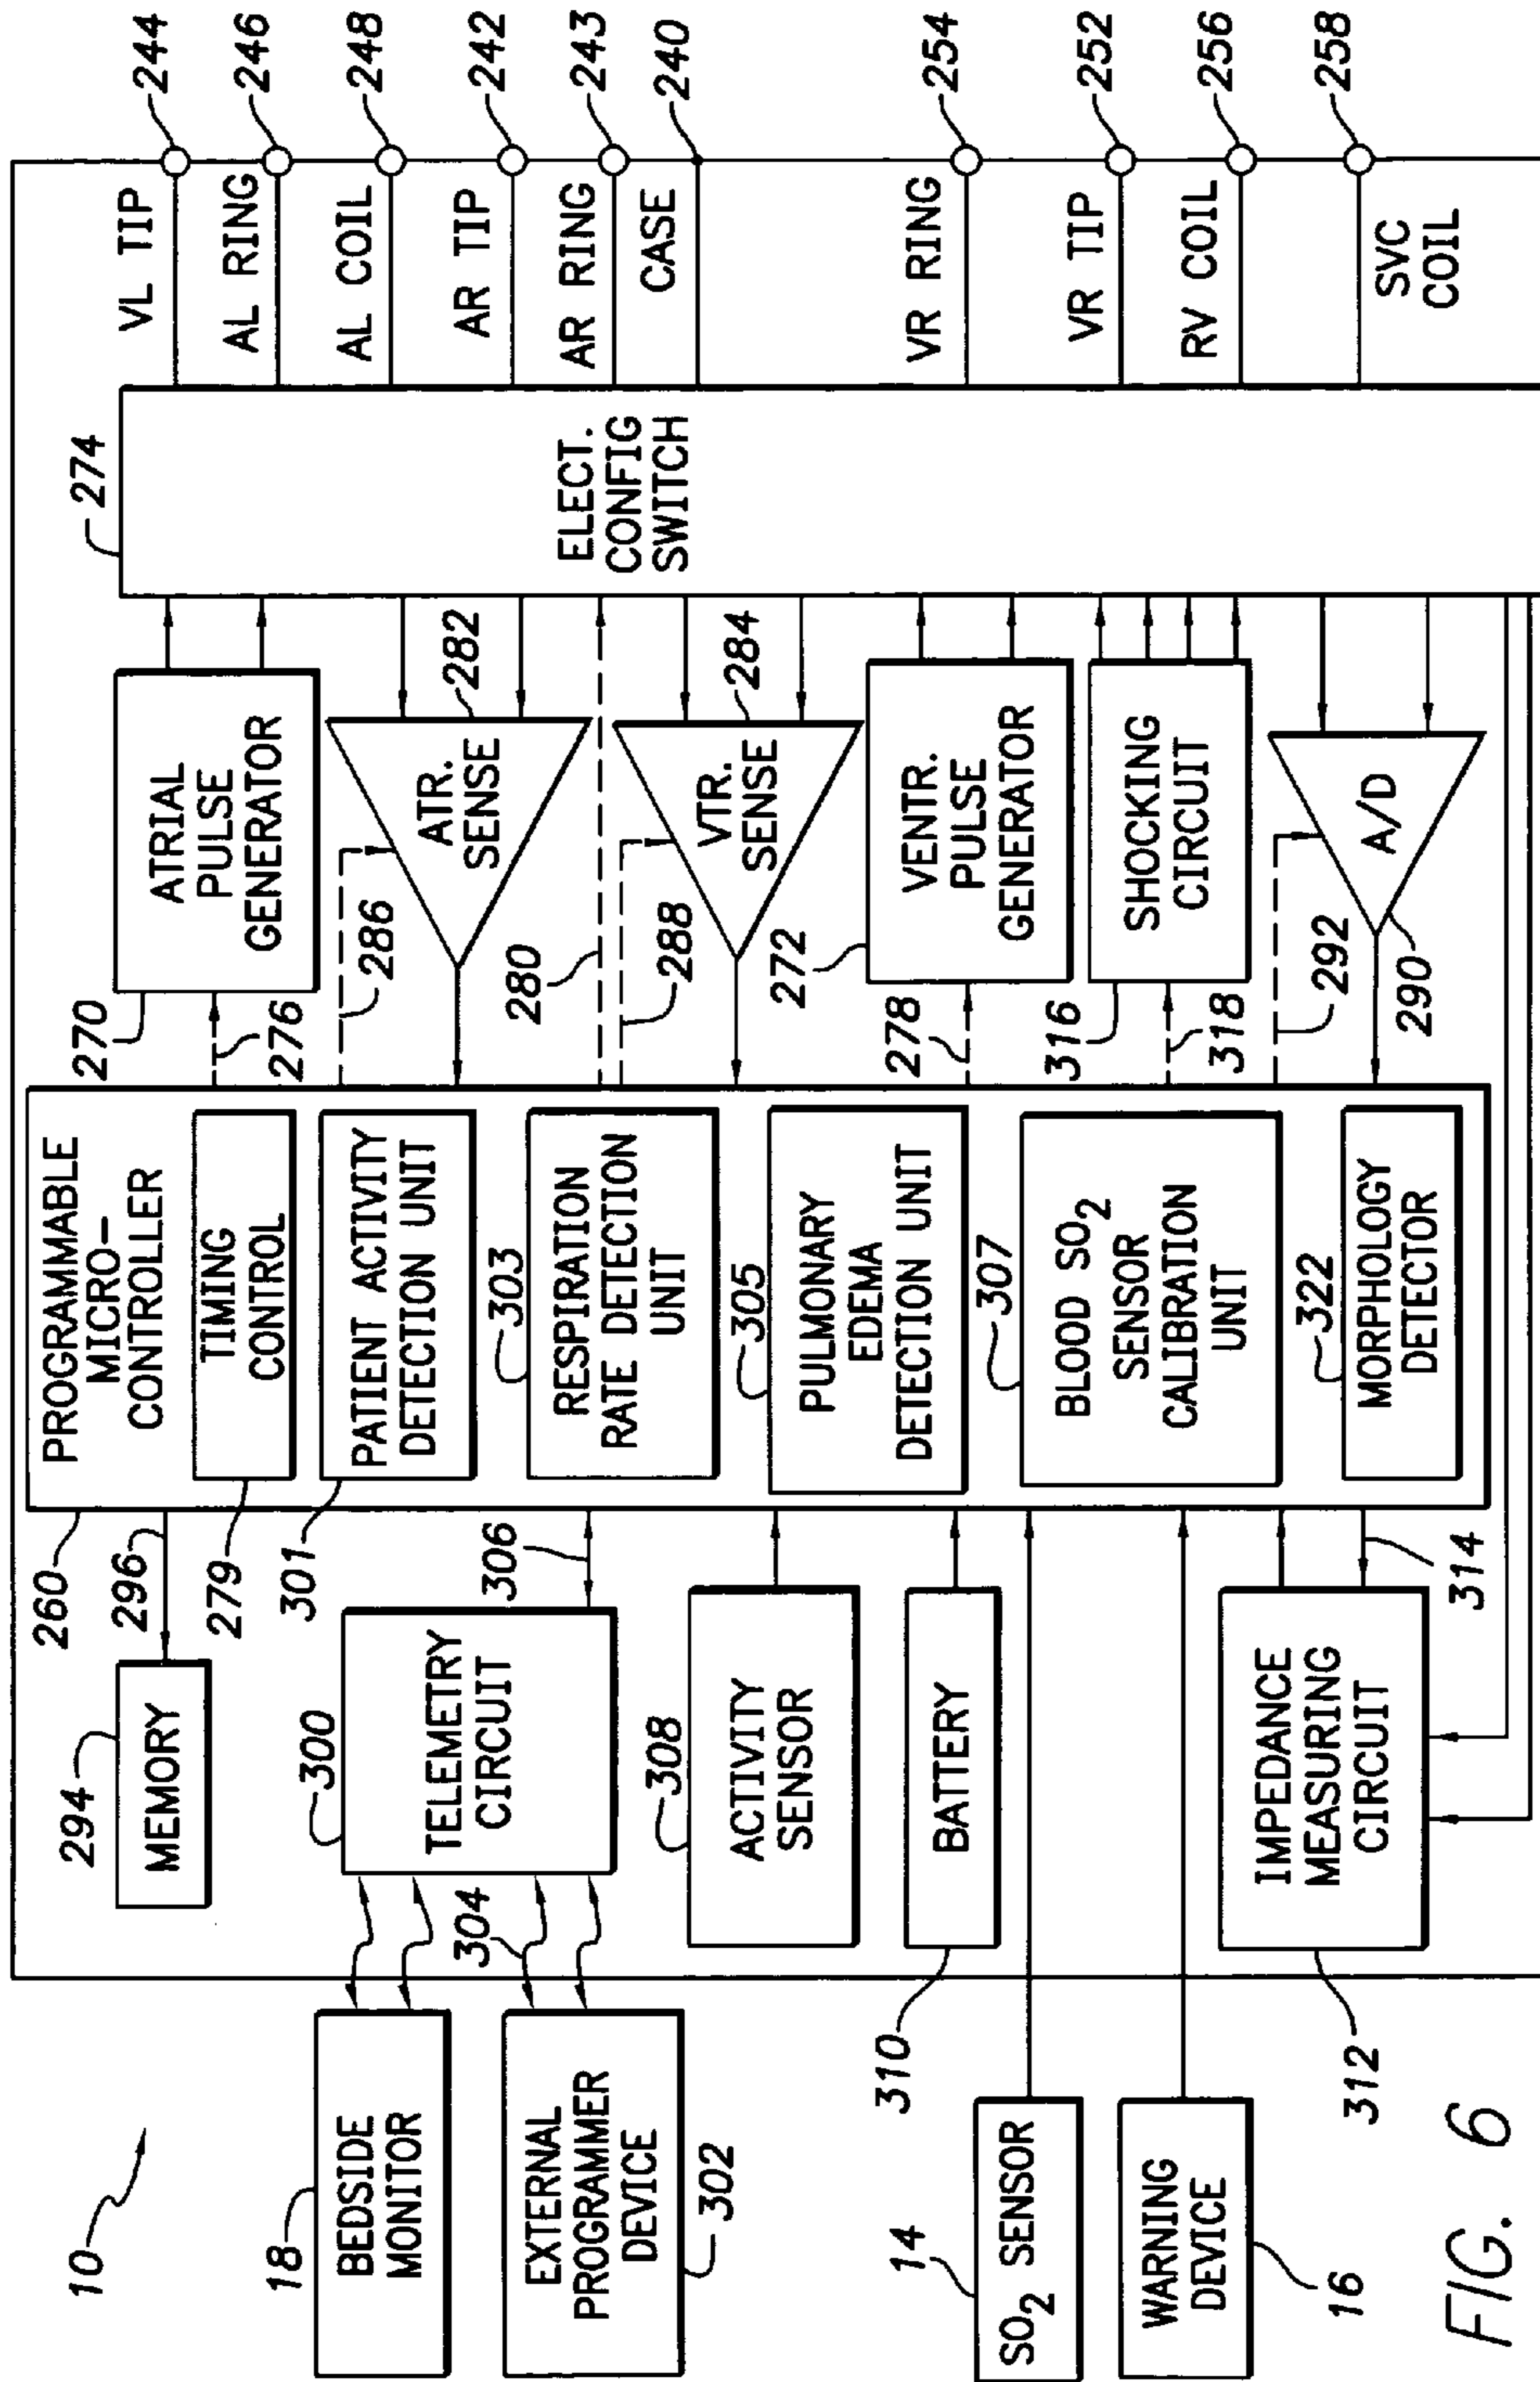 10
18
BEDSIDE
MONITOR
EXTERNAL
PROGRAMMER
DEVICE
302
304
14
SO2 SENSOR
WARNING
DEVICE
16
294
MEMORY
296
260
279
301
300
TELEMETRY
CIRCUIT
306
308
ACTIVITY
SENSOR
BATTERY
310
IMPEDANCE
MEASURING
CIRCUIT
312
314
PROGRAMMABLE
MICRO-
CONTROLLER
TIMING
CONTROL
PATIENT ACTIVITY
DETECTION UNIT
303
RESPIRATION
RATE DETECTION
UNIT
305
PULMONARY
EDEMA
DETECTION UNIT
307
BLOOD SO2
SENSOR
CALIBRATION
UNIT
322
MORPHOLOGY
DETECTOR
270
276
ATRIAL
PULSE
GENERATOR
286
ATR.
SENSE
282
280
288
VTR.
SENSE
284
272
278
VENTR.
PULSE
GENERATOR
316
318
SHOCKING
CIRCUIT
292
A/D
290
274
ELECT.
CONFIG
SWITCH
VL TIP
244
AL RING
246
AL COIL
248
AR TIP
242
AR RING
243
CASE
240
VR RING
254
VR TIP
252
RV COIL
256
SVC
COIL
258
FIG. 6